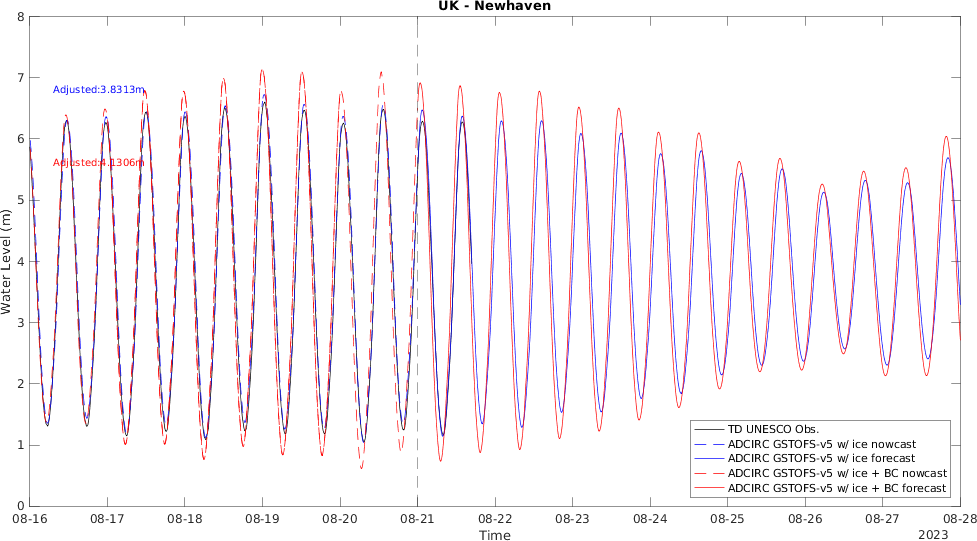 UK - Newhaven
8
7
6
5
4
3
2
1
0
Water Level (m)
Adjusted:3.8313m
Adjusted:4.1306m
TD UNESCO Obs.
ADCIRC GSTOFS-v5 w/ ice nowcast
ADCIRC GSTOFS-v5 w/ ice forecast
ADCIRC GSTOFS-v5 w/ ice + BC nowcast
ADCIRC GSTOFS-v5 w/ ice + BC forecast
08-16 08-17 08-18 08-19 08-20 08-21 08-22 08-23 08-24 08-25 08-26 08-27 08-28
Time
2023